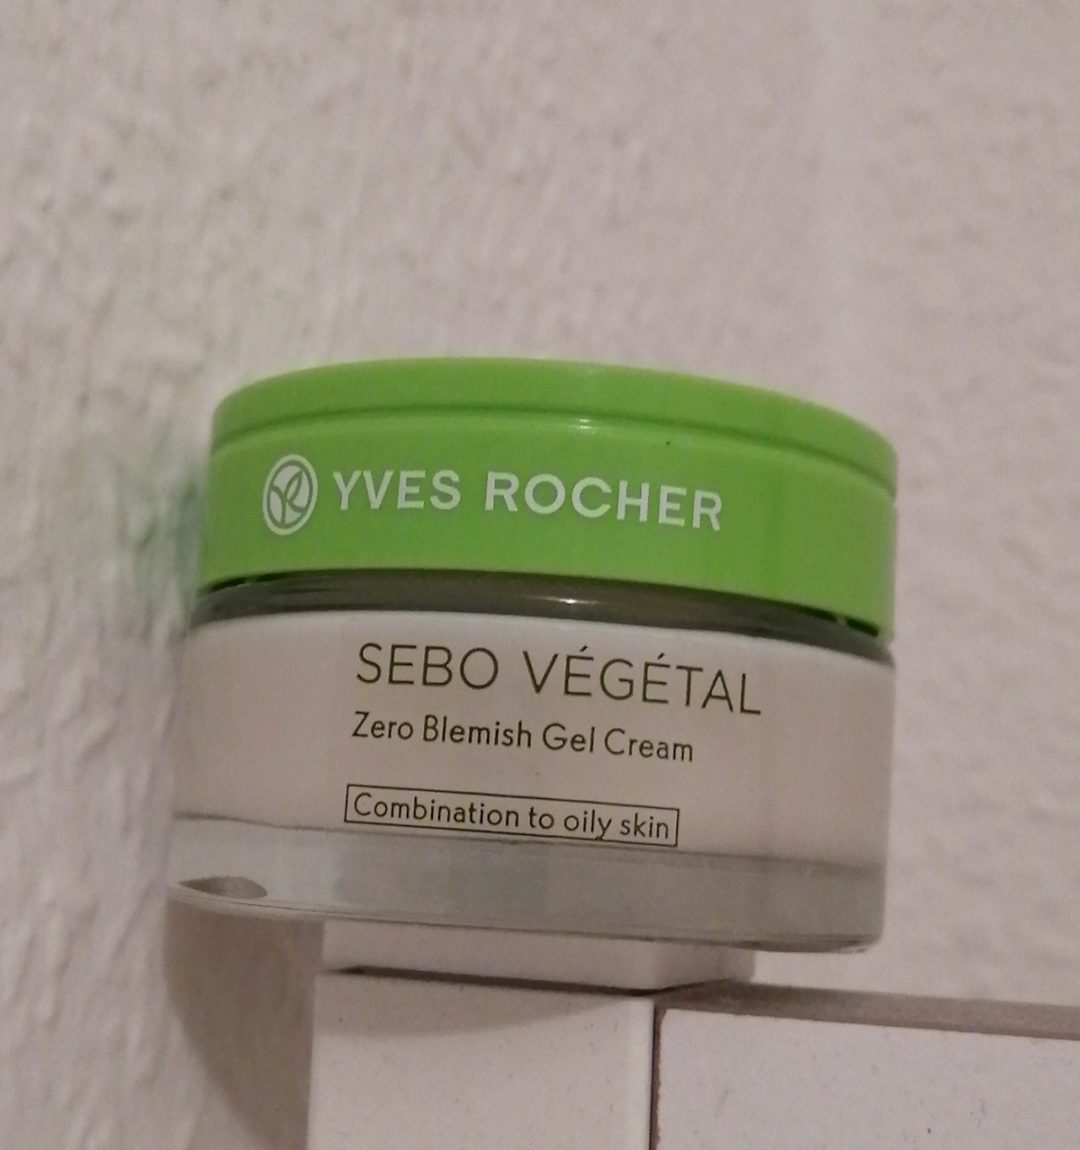 YVES ROCHER
SEBO VÉGÉTAL
Zero Blemish Gel Cream
Combination to oily skin